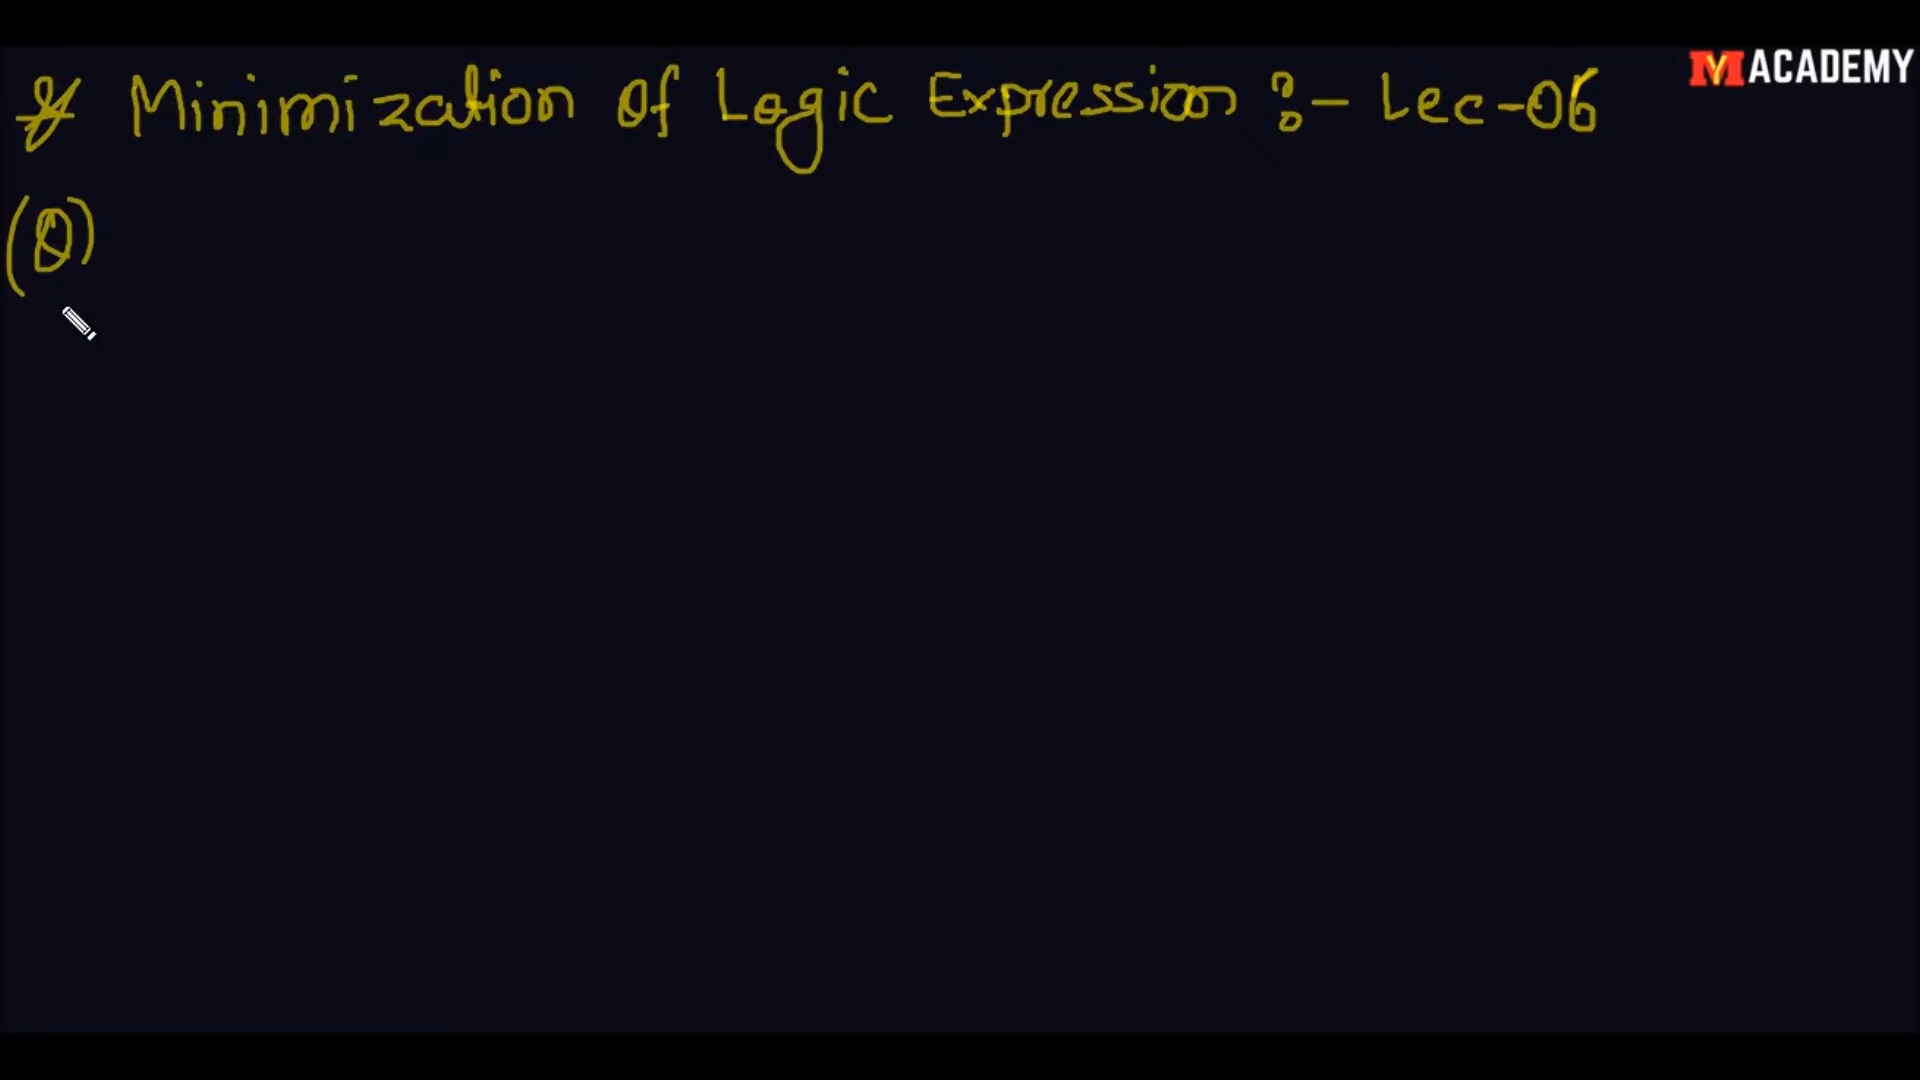 * Minimization of Logic Expression :- Lec-06
MACADEMY
(Q)